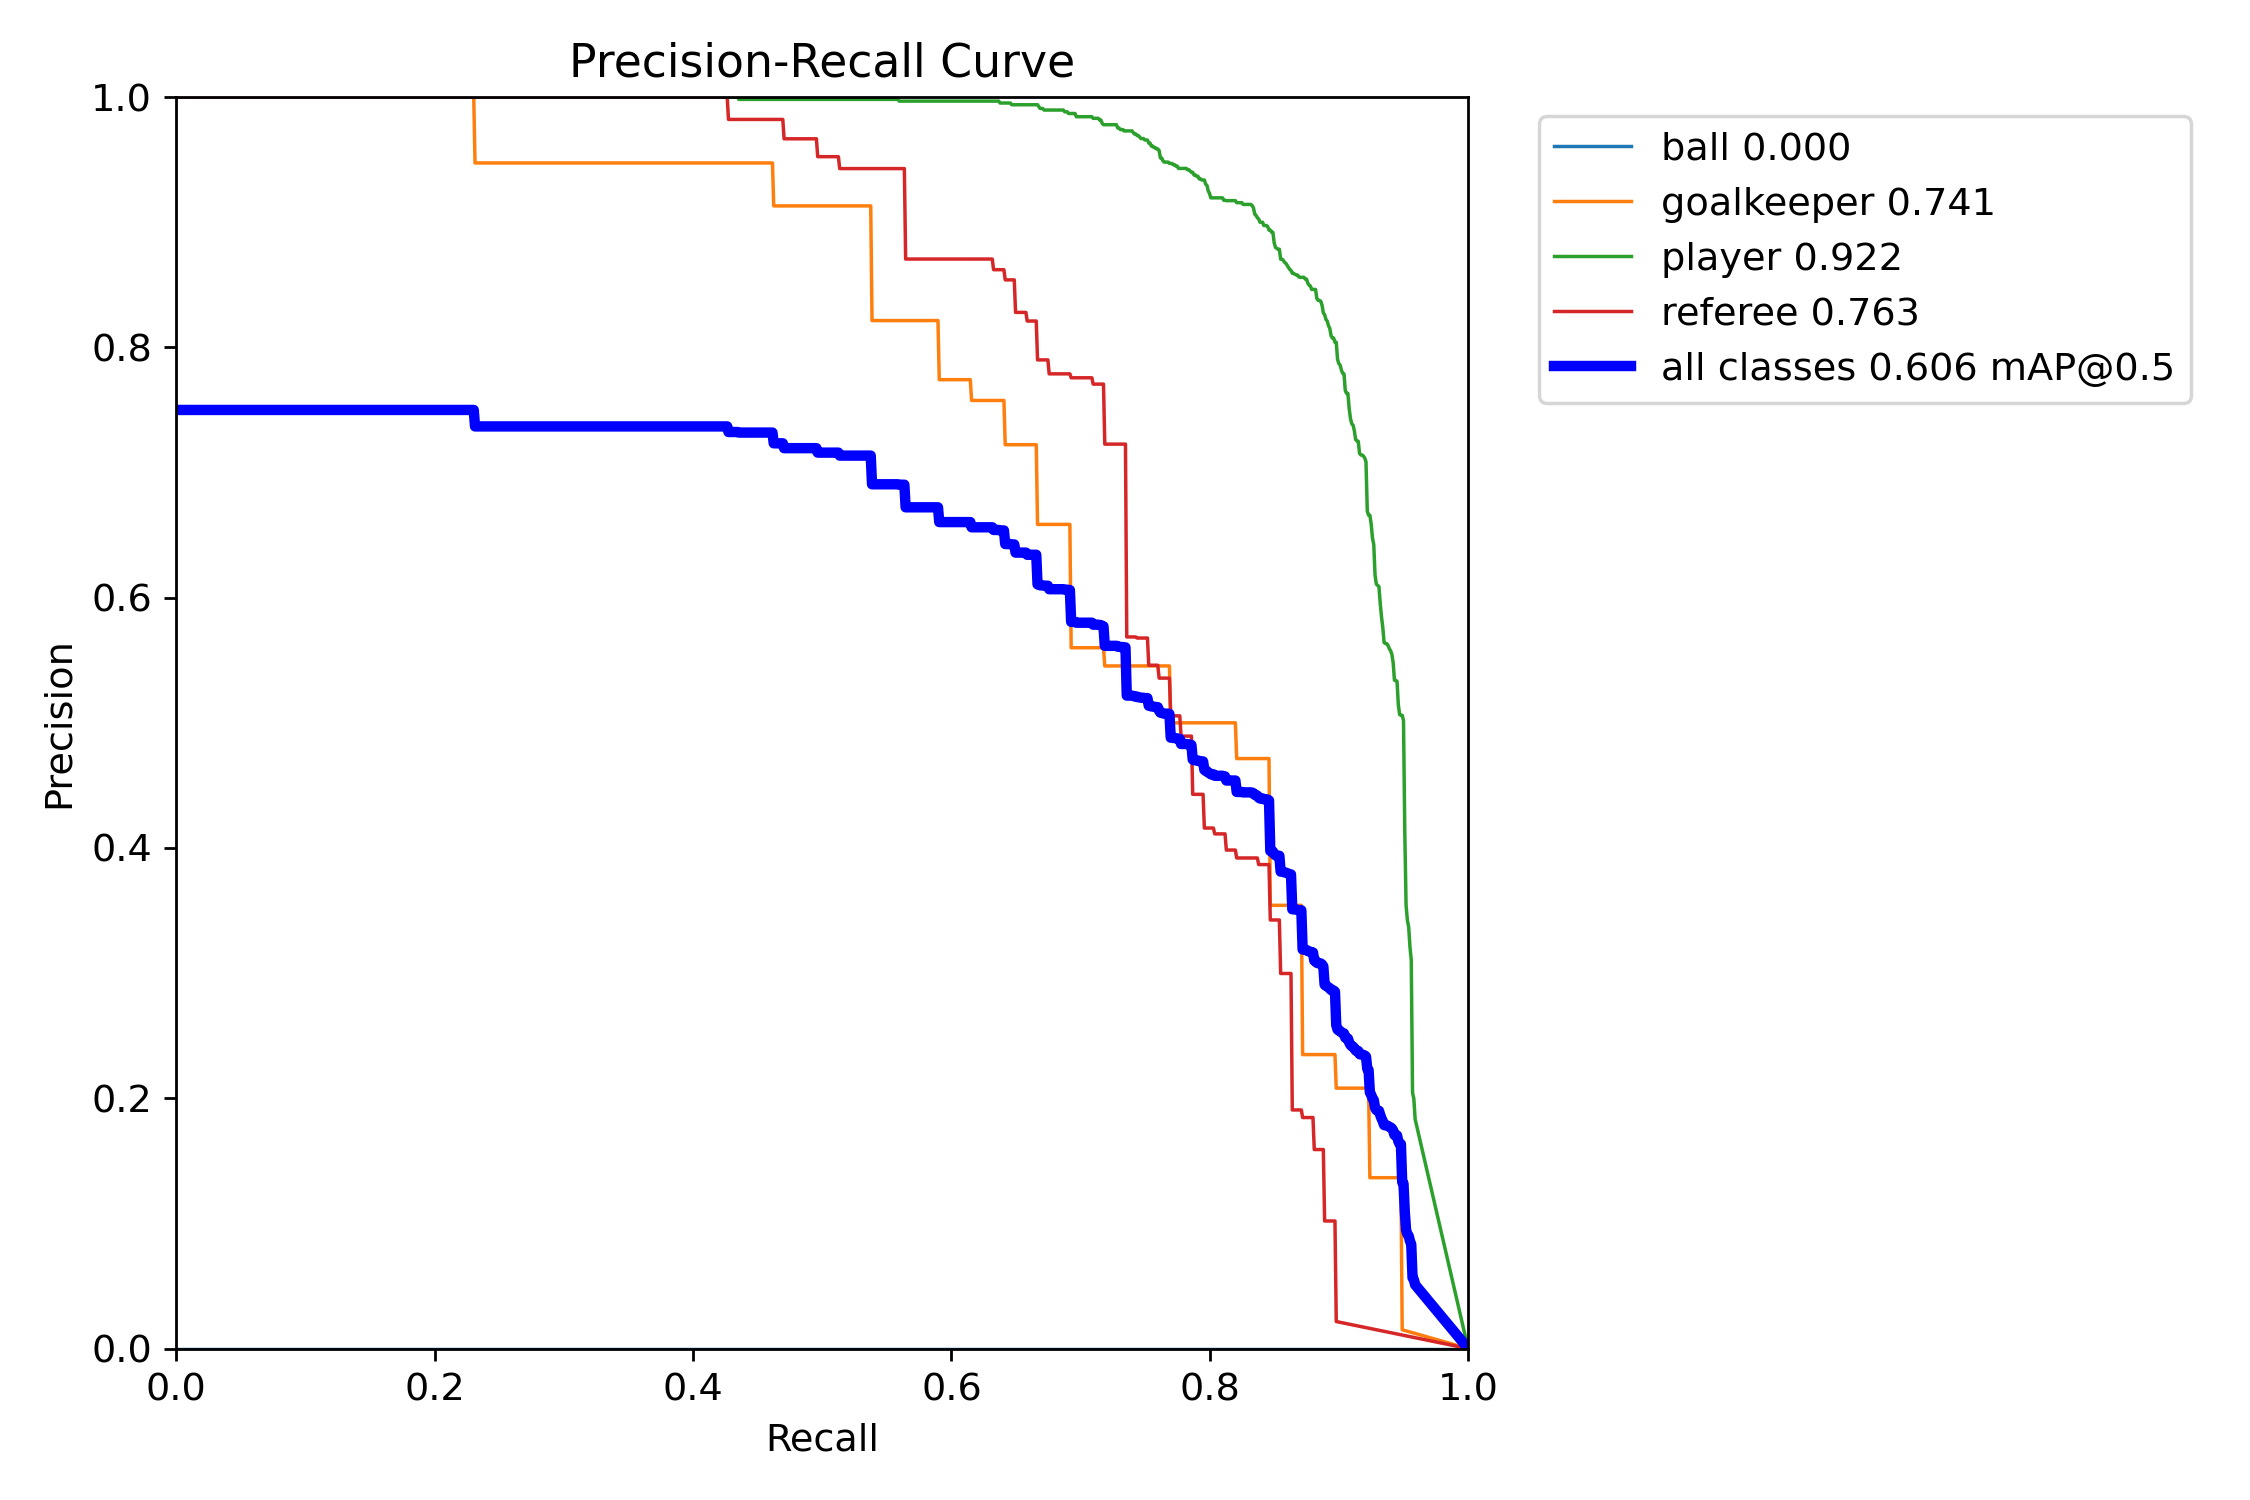 Precision-Recall Curve
1.0
0.8
0.6
0.4
0.2
0.0
Precision
0.0 0.2 0.4 0.6 0.8 1.0
Recall
ball 0.000
goalkeeper 0.741
player 0.922
referee 0.763
all classes 0.606 mAP@0.5